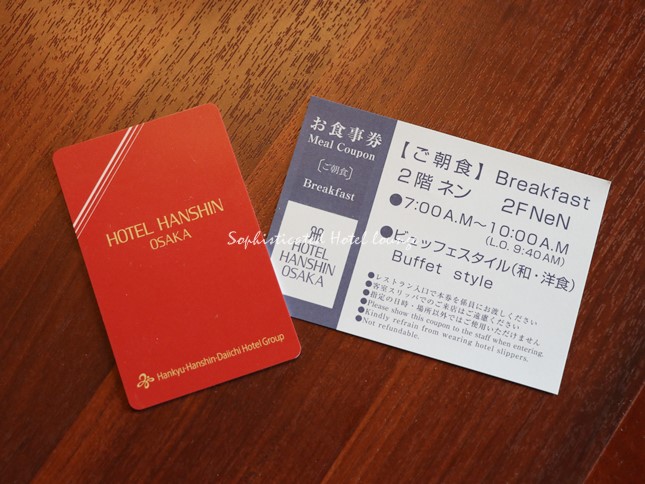 HOTEL HANSHIN
OSAKA
Hankyu-Hanshin-Daiichi Hotel Group
お食事券
Meal Coupon
[ご朝食]
Breakfast
HOTEL
HANSHIN
OSAKA
【ご朝食】 Breakfast
2階 ネン 2F NeN
●7:00A.M～10:00A.M
(L.O. 9:40AM)
●ビュッフェスタイル(和・洋食)
Buffet style
●レストラン入口で本券を係員にお渡しください
●客室スリッパでのご来店はご遠慮ください
●指定の日時・場所以外ではご使用いただけません
●Please show this coupon to the staff when entering.
●Kindly refrain from wearing hotel slippers.
●Not refundable.
Sophisticated Hotel lounge